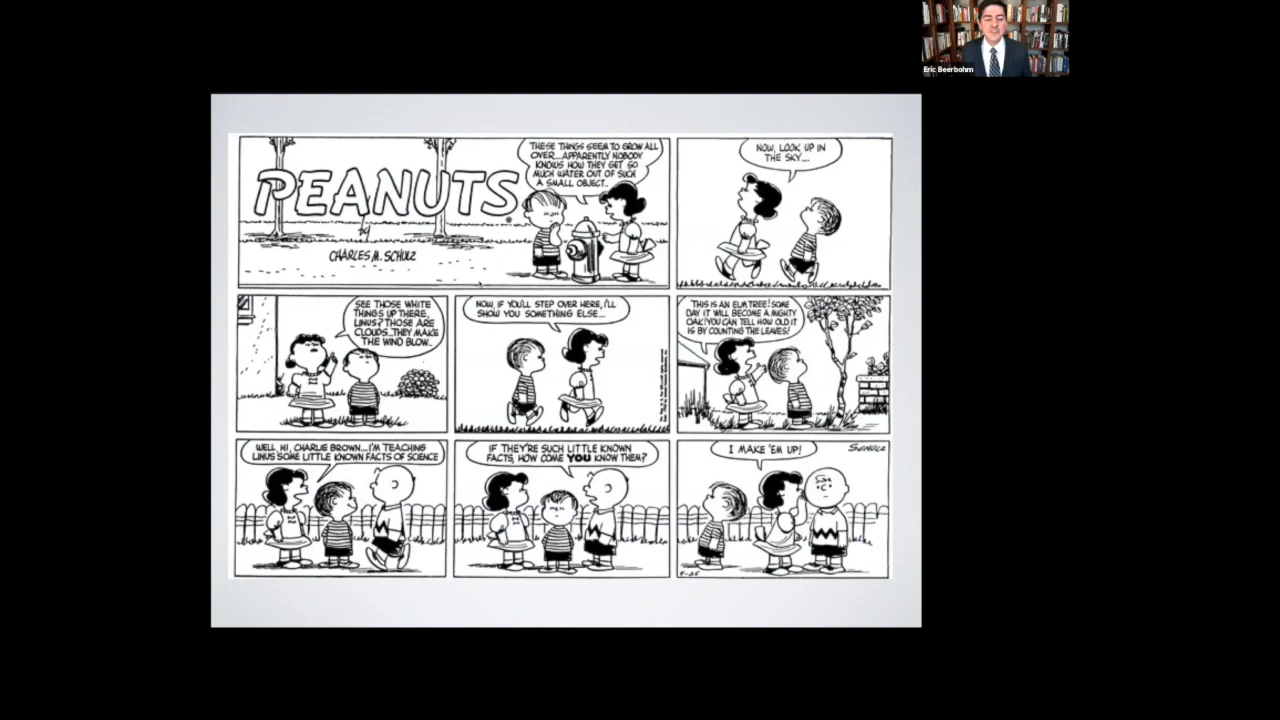 Eric Beerbohm
THESE THINGS SEEM TO GROW ALL
OVER...APPARENTLY NOBODY
KNOWS HOW THEY GET SO
MUCH WATER OUT OF SUCH
A SMALL OBJECT..
PEANUTS
by
CHARLES M. SCHULZ
NOW, LOOK UP IN
THE SKY...
SEE THOSE WHITE
THINGS UP THERE,
LINUS? THOSE ARE
CLOUDS..THEY MAKE
THE WIND BLOW..
NOW, IF YOU'LL STEP OVER HERE, I'LL
SHOW YOU SOMETHING ELSE...
THIS IS AN ELM TREE! SOME
DAY IT WILL BECOME A MIGHTY
OAK! YOU CAN TELL HOW OLD IT
IS BY COUNTING THE LEAVES!
WELL, HI, CHARLIE BROWN...I'M TEACHING
LINUS SOME LITTLE KNOWN FACTS OF SCIENCE
IF THEY'RE SUCH LITTLE KNOWN
FACTS, HOW COME YOU KNOW THEM?
I MAKE 'EM UP!
SCHULZ